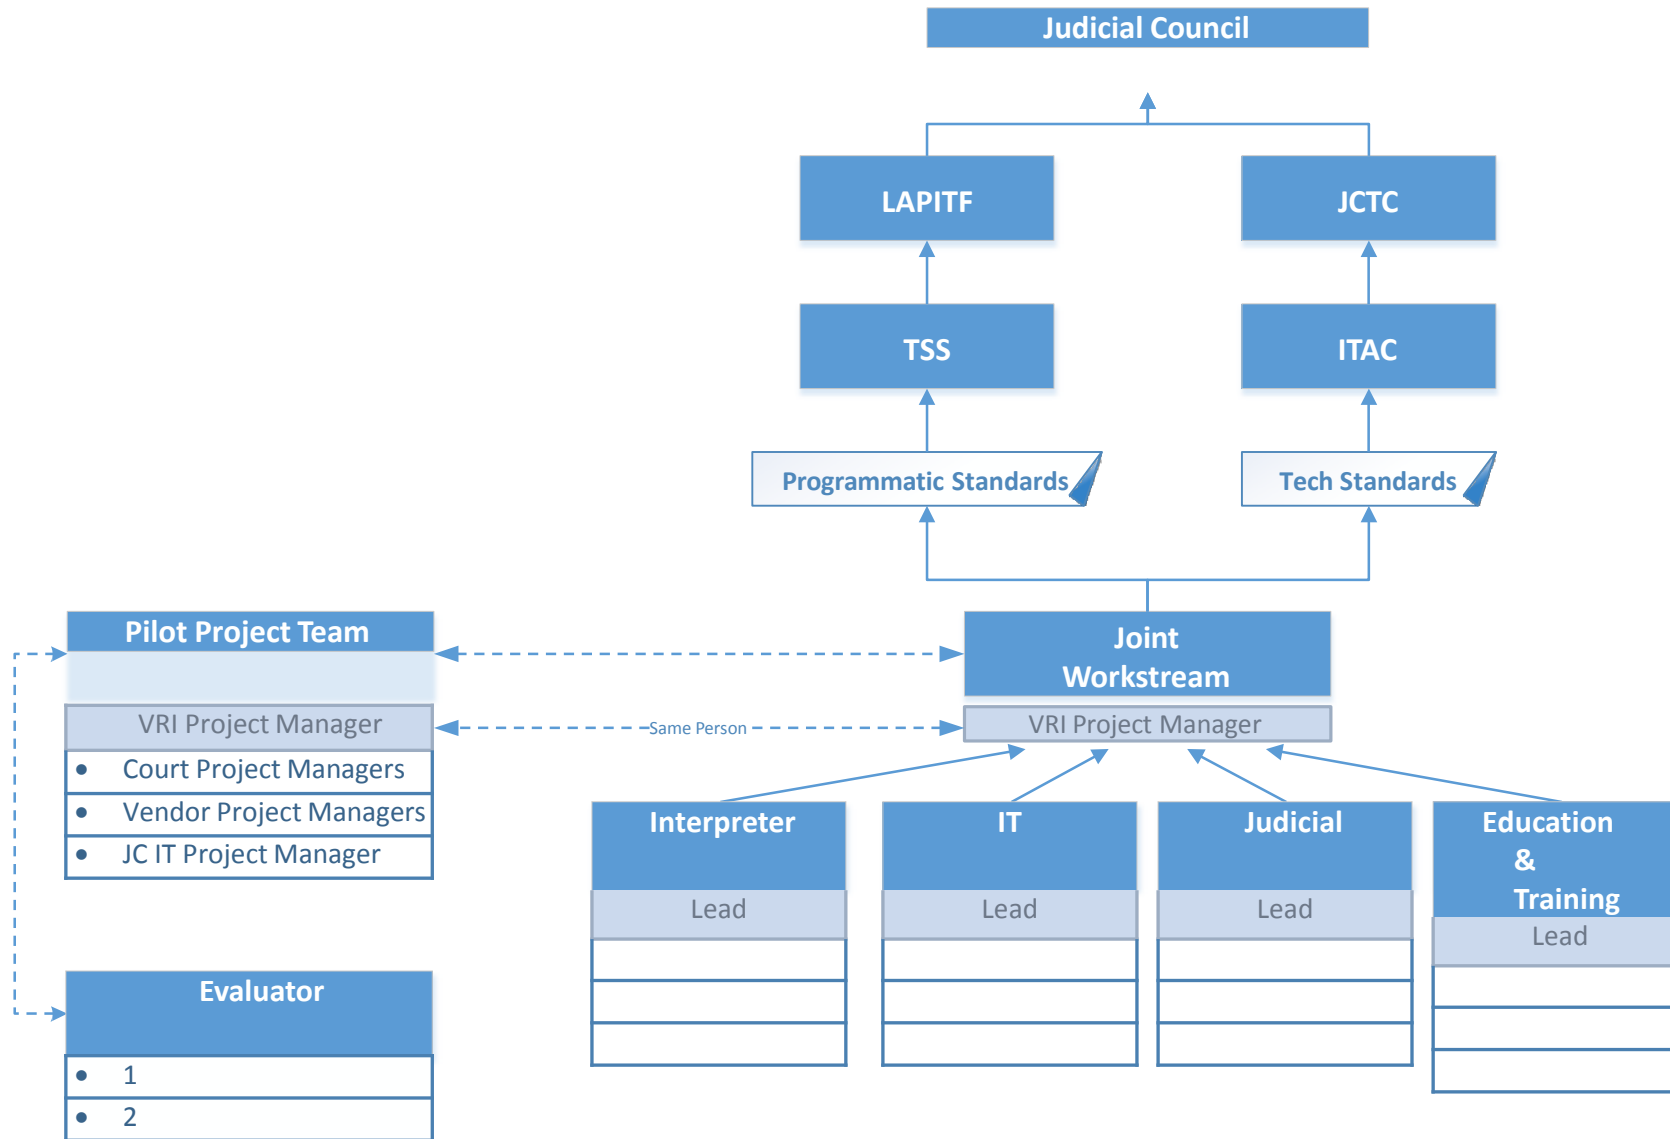 Judicial Council
LAPITF
JCTC
TSS
ITAC
Programmatic Standards
Tech Standards
Pilot Project Team
Joint
Workstream
VRI Project Manager
Same Person
VRI Project Manager
• Court Project Managers
• Vendor Project Managers
• JC IT Project Manager
Interpreter
IT
Judicial
Education
&
Training
Lead
Lead
Lead
Lead
Evaluator
• 1
• 2